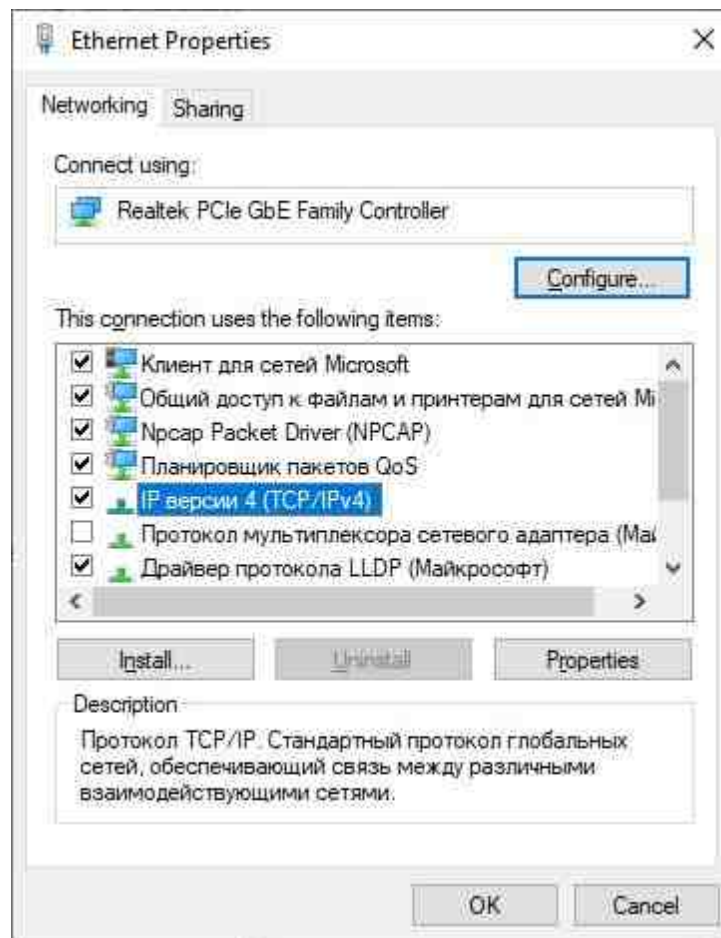 Ethernet Properties
Networking
Sharing
Connect using:
Realtek PCIe GbE Family Controller
Configure...
This connection uses the following items:
Клиент для сетей Microsoft
Общий доступ к файлам и принтерам для сетей Mi
Npcap Packet Driver (NPCAP)
Планировщик пакетов QoS
IP версии 4 (TCP/IPv4)
Протокол мультиплексора сетевого адаптера (Май
Драйвер протокола LLDP (Майкрософт)
Install...
Uninstall
Properties
Description
Протокол TCP/IP. Стандартный протокол глобальных
сетей, обеспечивающий связь между различными
взаимодействующими сетями.
OK
Cancel